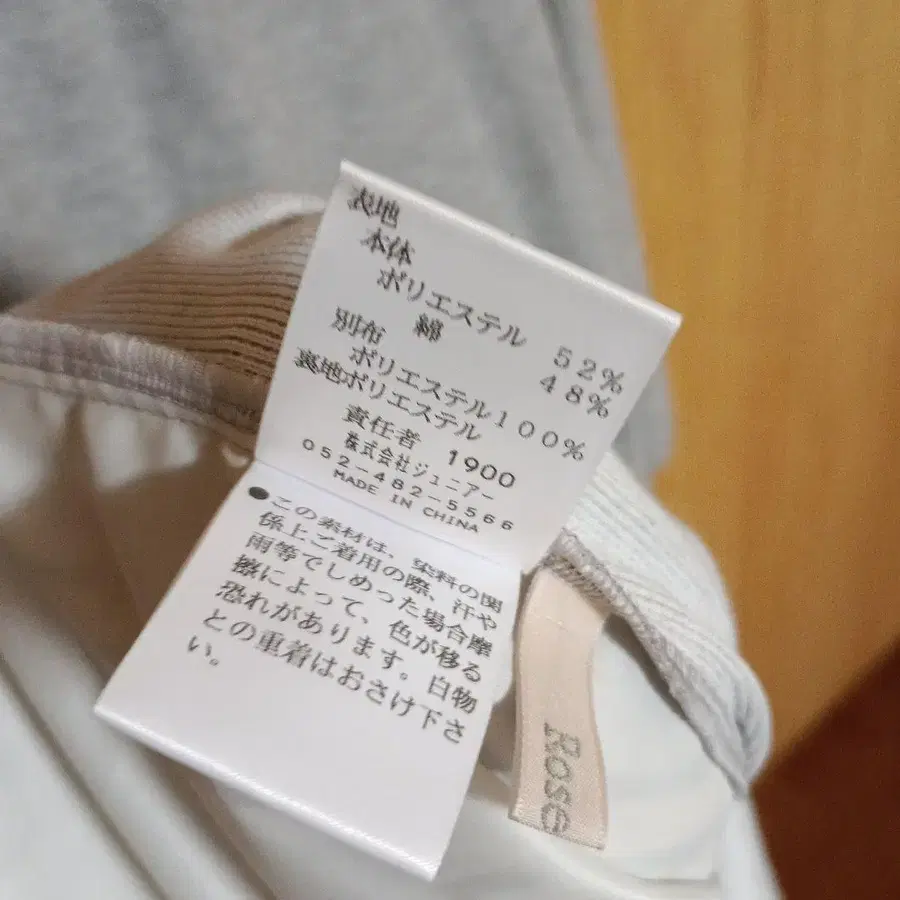 表地
本体
ポリエステル 52%
綿 48%
別布
ポリエステル100%
裏地ポリエステル
責任者 1900
株式会社ジュニアー
052-482-5566
MADE IN CHINA
●この素材は、染料の関
係上ご着用の際、汗や
雨等でしめった場合摩
擦によって、色が移る
恐れがあります。白物
との重着はおさけ下さ
い。
Rose